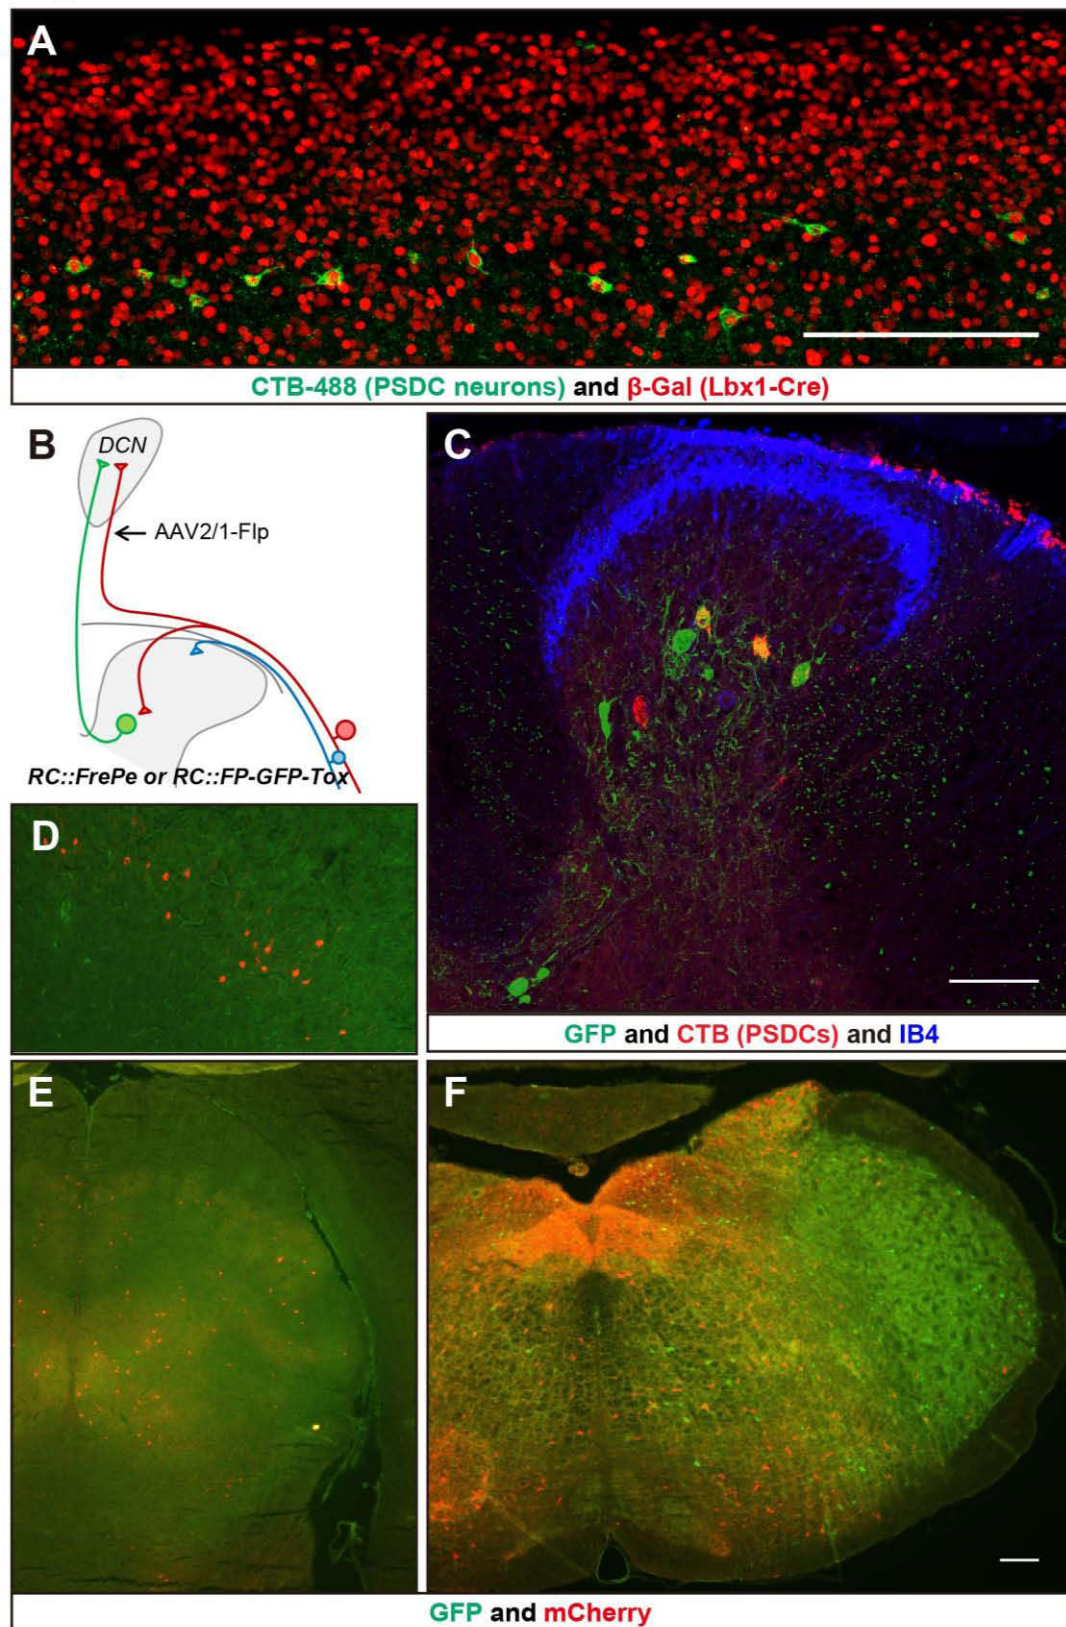 A
CTB-488 (PSDC neurons) and β-Gal (Lbx1-Cre)
B
DCN
AAV2/1-Flp
RC::FrePe or RC::FP-GFP-Tox
C
GFP and CTB (PSDCs) and IB4
D
E
F
GFP and mCherry